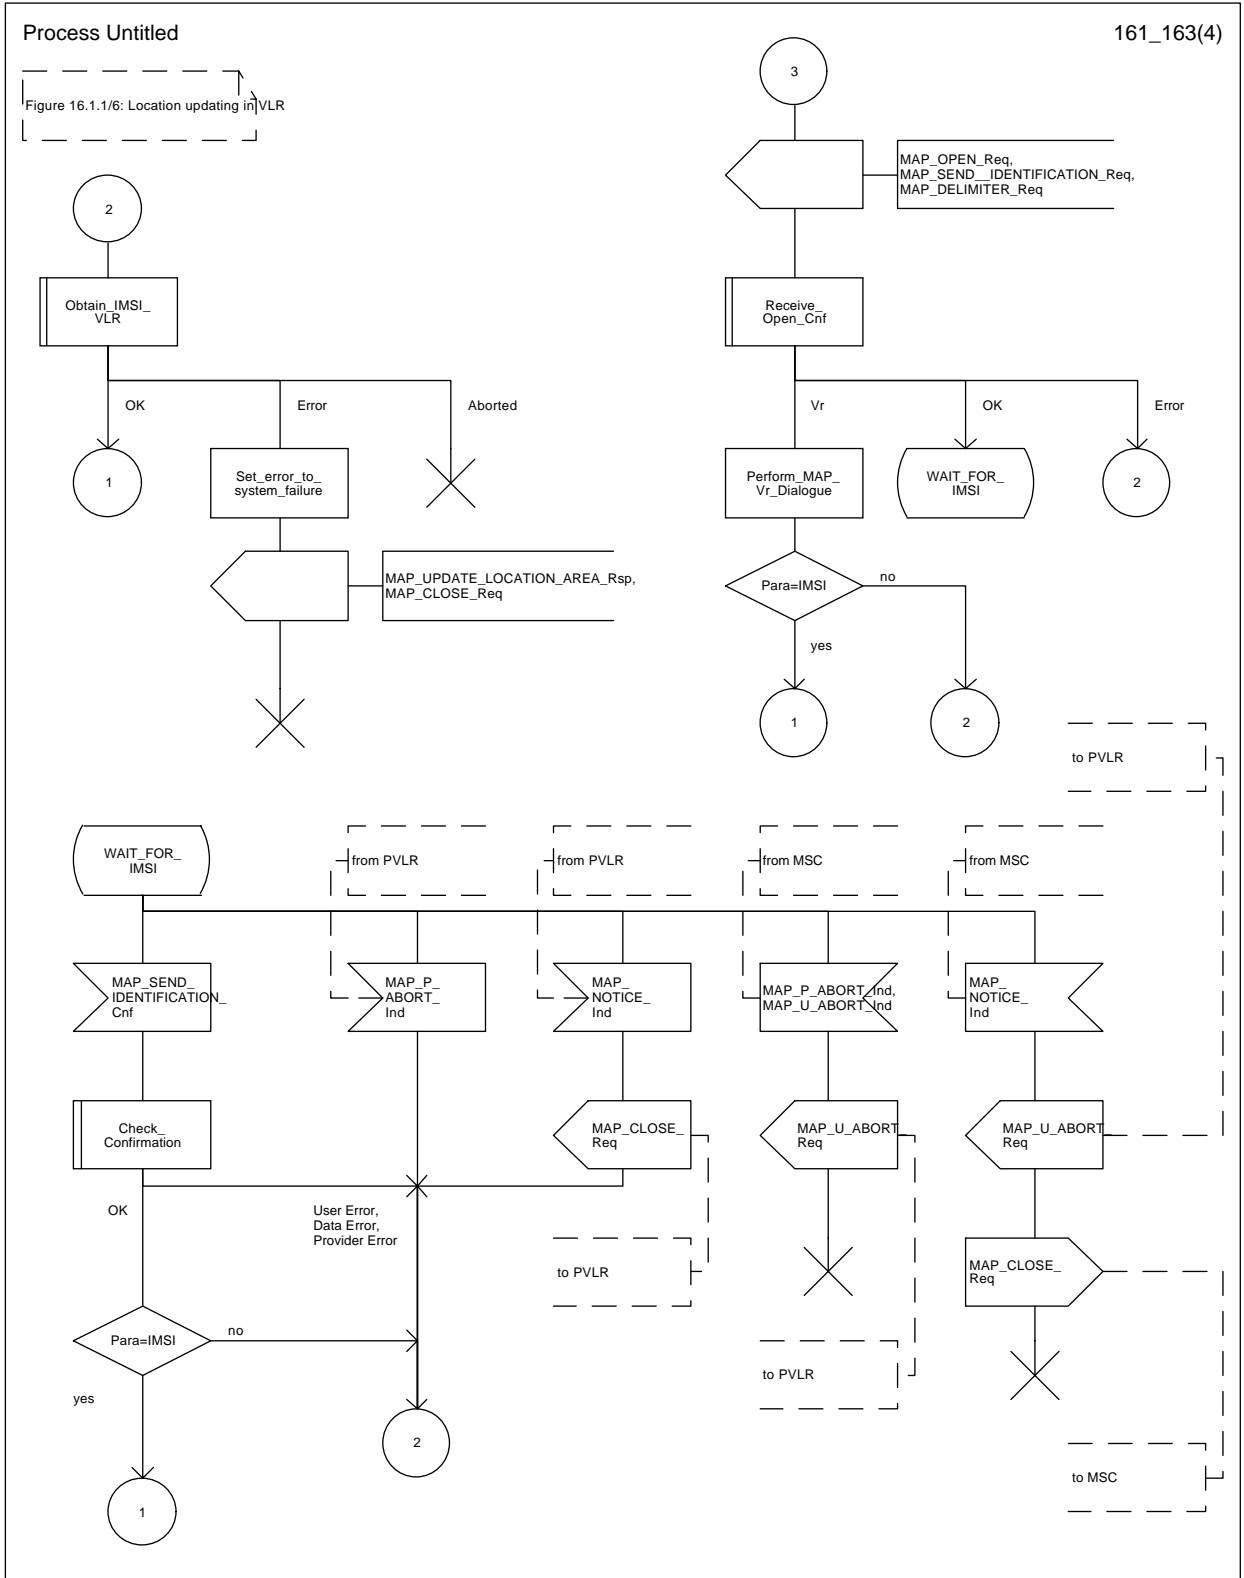 Process Untitled
161_163(4)
Figure 16.1.1/6: Location updating in VLR
3
MAP_OPEN_Req,
MAP_SEND__IDENTIFICATION_Req,
MAP_DELIMITER_Req
2
Obtain_IMSI_
VLR
Receive_
Open_Cnf
OK
Error
Aborted
Vr
OK
Error
1
Set_error_to_
system_failure
Perform_MAP_
Vr_Dialogue
WAIT_FOR_
IMSI
2
MAP_UPDATE_LOCATION_AREA_Rsp,
MAP_CLOSE_Req
Para=IMSI
no
yes
1
2
to PVLR
WAIT_FOR_
IMSI
from PVLR
from PVLR
from MSC
from MSC
MAP_SEND_
IDENTIFICATION_
Cnf
MAP_P_
ABORT_
Ind
MAP_
NOTICE_
Ind
MAP_P_ABORT_Ind,
MAP_U_ABORT_Ind
MAP_
NOTICE_
Ind
Check_
Confirmation
MAP_CLOSE_
Req
MAP_U_ABORT_
Req
MAP_U_ABORT_
Req
OK
User Error,
Data Error,
Provider Error
to PVLR
MAP_CLOSE_
Req
Para=IMSI
no
yes
to PVLR
2
to MSC
1